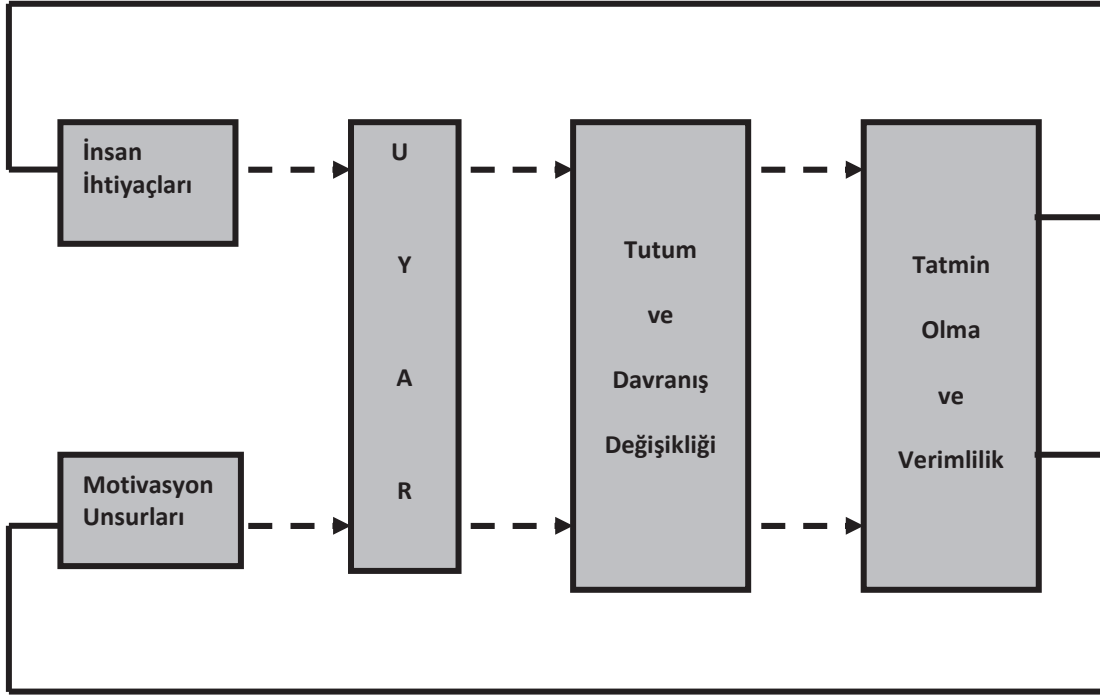 İnsan
İhtiyaçları
Motivasyon
Unsurları
U
Y
A
R
Tutum
ve
Davranış
Değişikliği
Tatmin
Olma
ve
Verimlilik